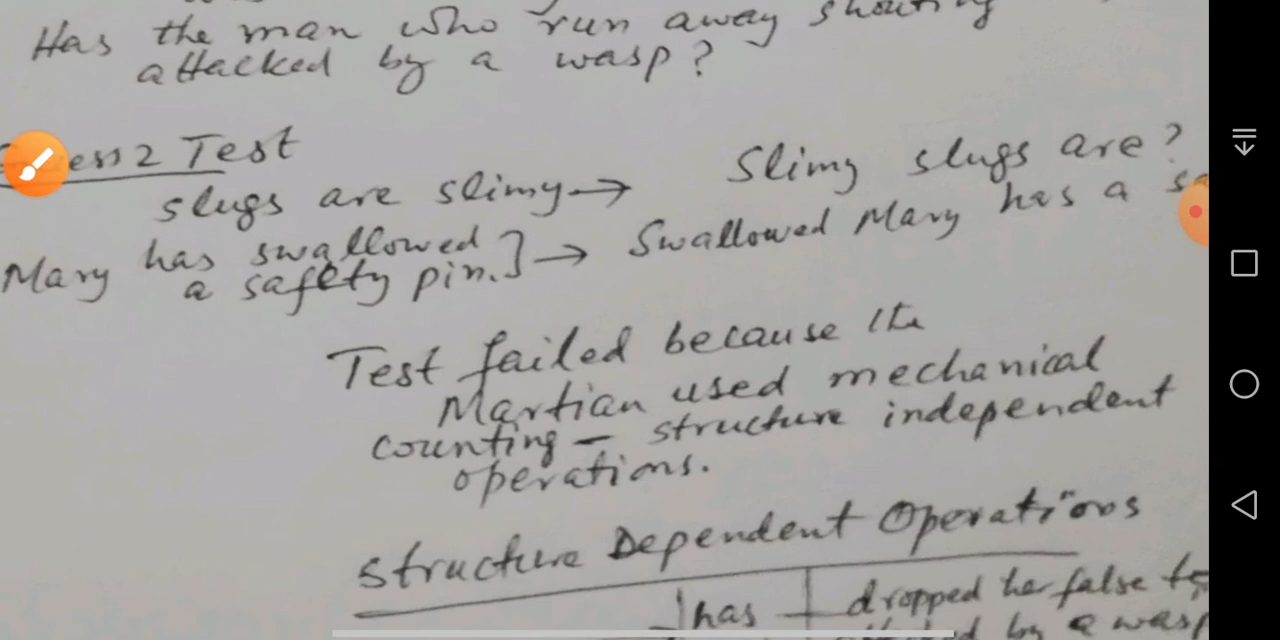 Has the man who run away shouting
attacked by a wasp?
Test
slugs are slimy → Slimy slugs are?
Mary has swallowed ] → Swallowed Mary has a
a safety pin.
Test failed because the
Martian used mechanical
counting — structure independent
operations.
Structure Dependent Operations
has dropped her false
by a wasp